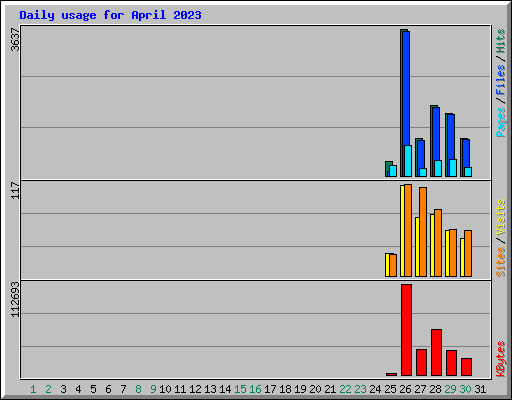 Daily usage for April 2023
3637
117
112693
Pages/Files/Hits
Sites/Visits
KBytes
1 2 3 4 5 6 7 8 9 10 11 12 13 14 15 16 17 18 19 20 21 22 23 24 25 26 27 28 29 30 31